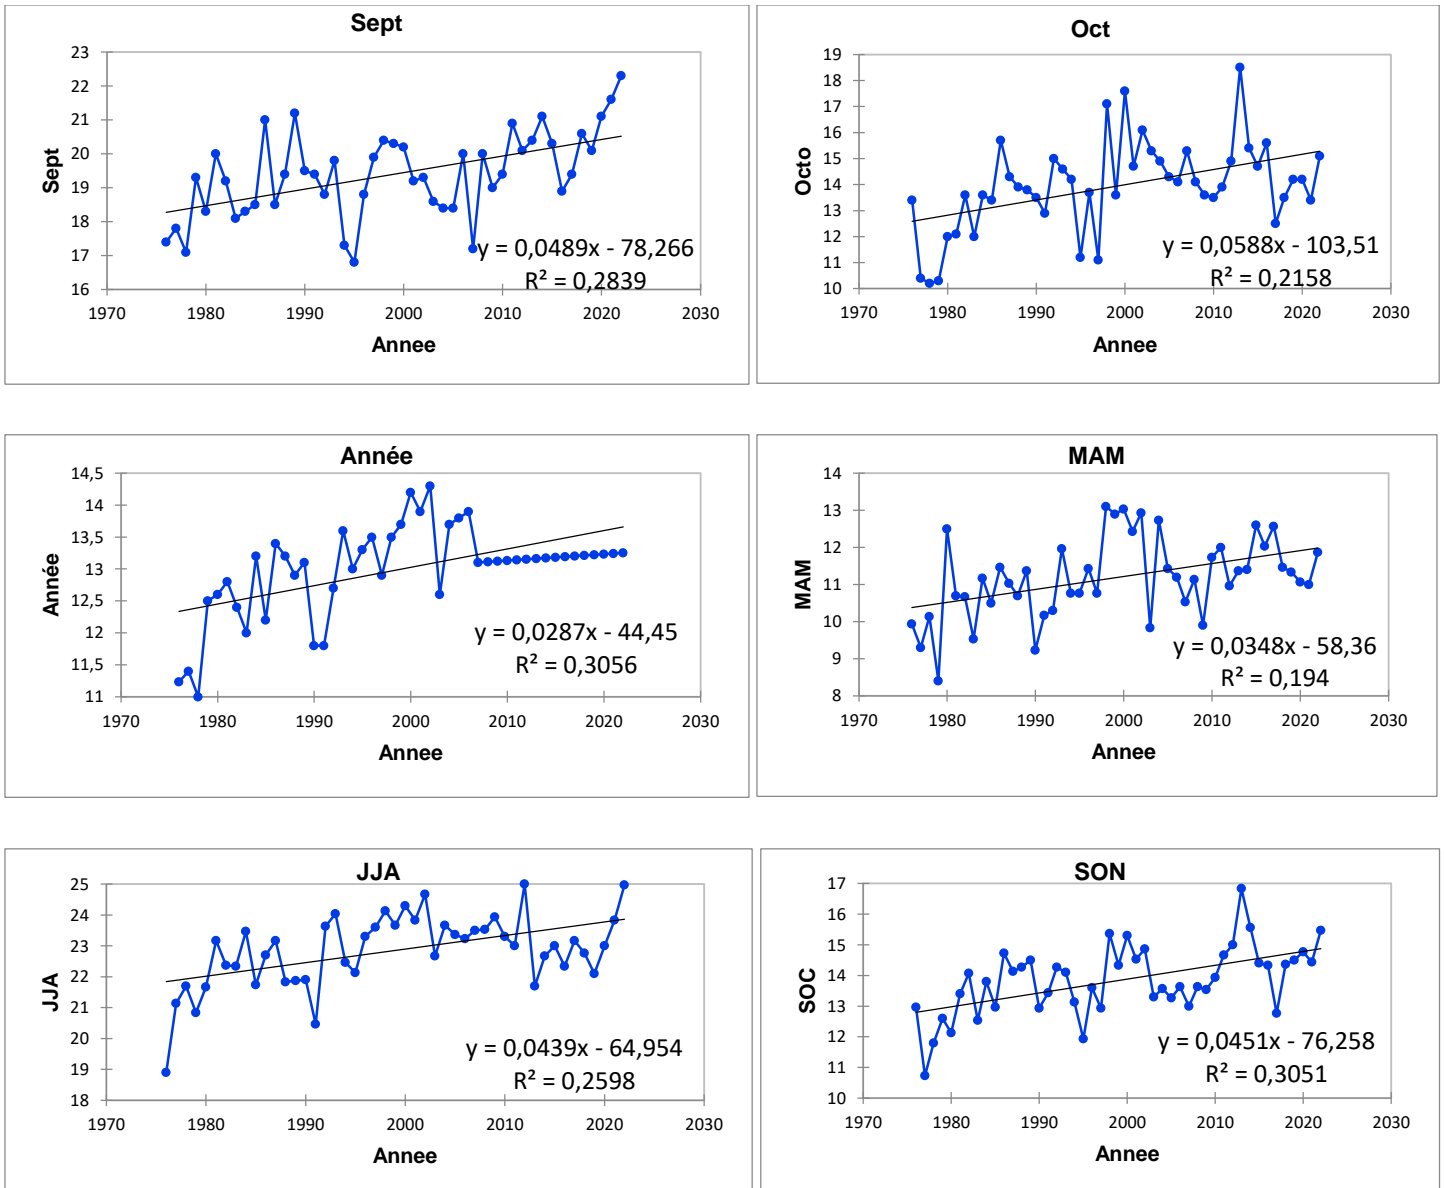 Sept
23
22
21
20
19
18
17
16
Sept
y = 0,0489x - 78,266
R² = 0,2839
1970 1980 1990 2000 2010 2020 2030
Annee
Oct
19
18
17
16
15
14
13
12
11
10
Octo
y = 0,0588x - 103,51
R² = 0,2158
1970 1980 1990 2000 2010 2020 2030
Annee
Année
14,5
14
13,5
13
12,5
12
11,5
11
Année
y = 0,0287x - 44,45
R² = 0,3056
1970 1980 1990 2000 2010 2020 2030
Annee
MAM
14
13
12
11
10
9
8
MAM
y = 0,0348x - 58,36
R² = 0,194
1970 1980 1990 2000 2010 2020 2030
Annee
JJA
25
24
23
22
21
20
19
18
JJA
y = 0,0439x - 64,954
R² = 0,2598
1970 1980 1990 2000 2010 2020 2030
Annee
SON
17
16
15
14
13
12
11
10
SOC
y = 0,0451x - 76,258
R² = 0,3051
1970 1980 1990 2000 2010 2020 2030
Annee